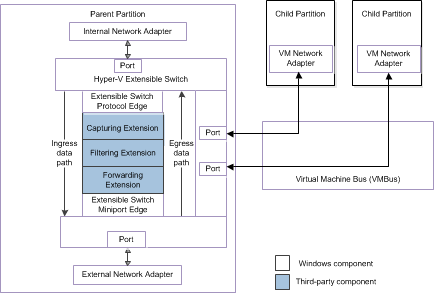 Parent Partition
Internal Network Adapter
Port
Hyper-V Extensible Switch
Extensible Switch
Protocol Edge
Capturing Extension
Filtering Extension
Forwarding
Extension
Extensible Switch
Miniport Edge
Ingress
data
path
Egress
data
path
Port
Port
Port
External Network Adapter
Child Partition
VM Network
Adapter
Child Partition
VM Network
Adapter
Virtual Machine Bus (VMBus)
Windows component
Third-party component